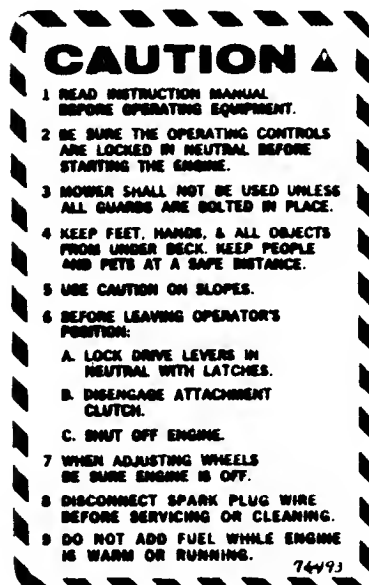 CAUTION
1 READ INSTRUCTION MANUAL
BEFORE OPERATING EQUIPMENT.
2 BE SURE THE OPERATING CONTROLS
ARE LOCKED IN NEUTRAL BEFORE
STARTING THE ENGINE.
3 MOWER SHALL NOT BE USED UNLESS
ALL GUARDS ARE BOLTED IN PLACE.
4 KEEP FEET, HANDS, & ALL OBJECTS
FROM UNDER DECK. KEEP PEOPLE
AND PETS AT A SAFE DISTANCE.
5 USE CAUTION ON SLOPES.
6 BEFORE LEAVING OPERATOR'S
POSITION:
A. LOCK DRIVE LEVERS IN
NEUTRAL WITH LATCHES.
B. DISENGAGE ATTACHMENT
CLUTCH.
C. SHUT OFF ENGINE.
7 WHEN ADJUSTING WHEELS
BE SURE ENGINE IS OFF.
8 DISCONNECT SPARK PLUG WIRE
BEFORE SERVICING OR CLEANING.
9 DO NOT ADD FUEL WHILE ENGINE
IS WARM OR RUNNING.
74493